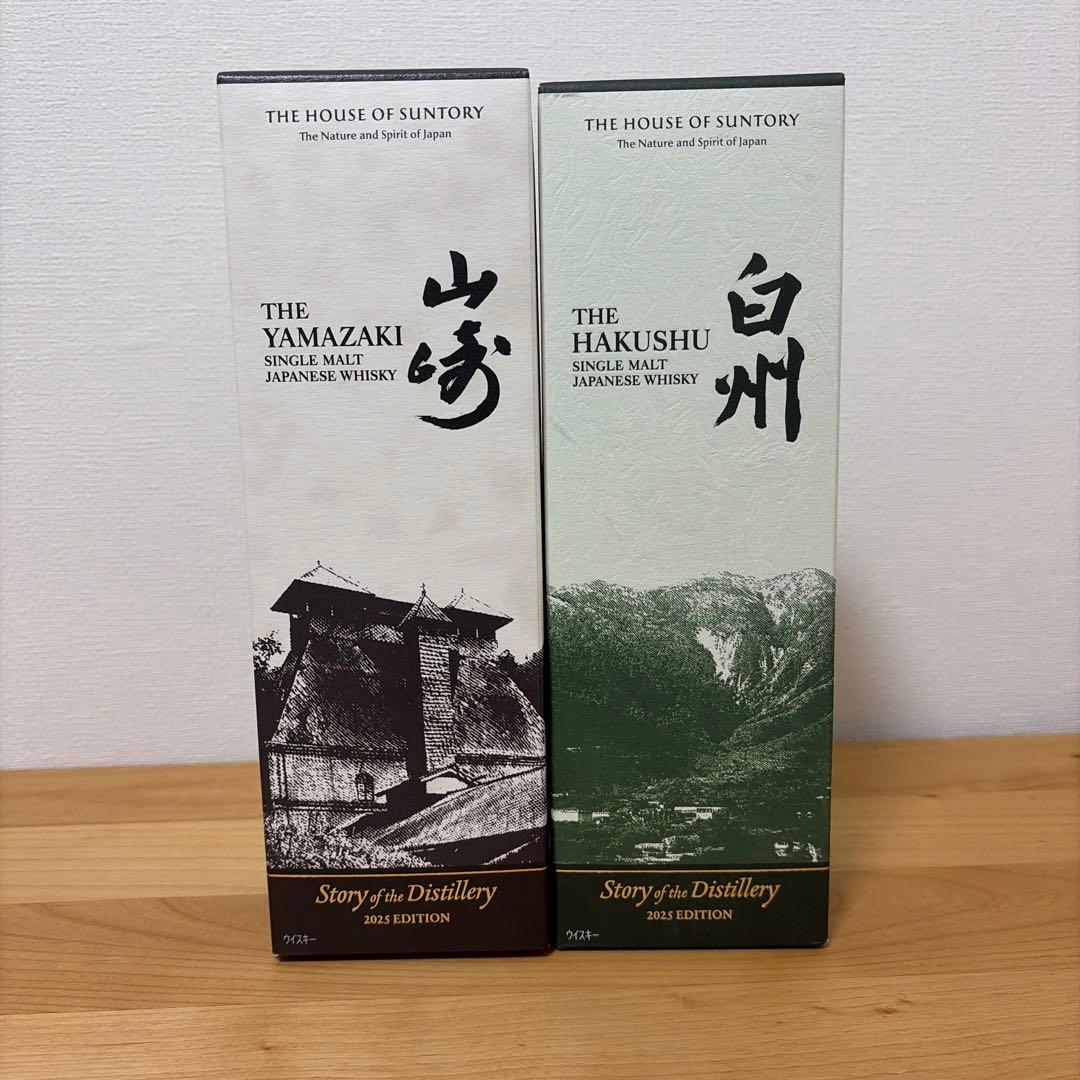 THE HOUSE OF SUNTORY
The Nature and Spirit of Japan
山崎
THE
YAMAZAKI
SINGLE MALT
JAPANESE WHISKY
Story of the Distillery
2025 EDITION
ウイスキー
THE HOUSE OF SUNTORY
The Nature and Spirit of Japan
白州
THE
HAKUSHU
SINGLE MALT
JAPANESE WHISKY
Story of the Distillery
2025 EDITION
ウイスキー